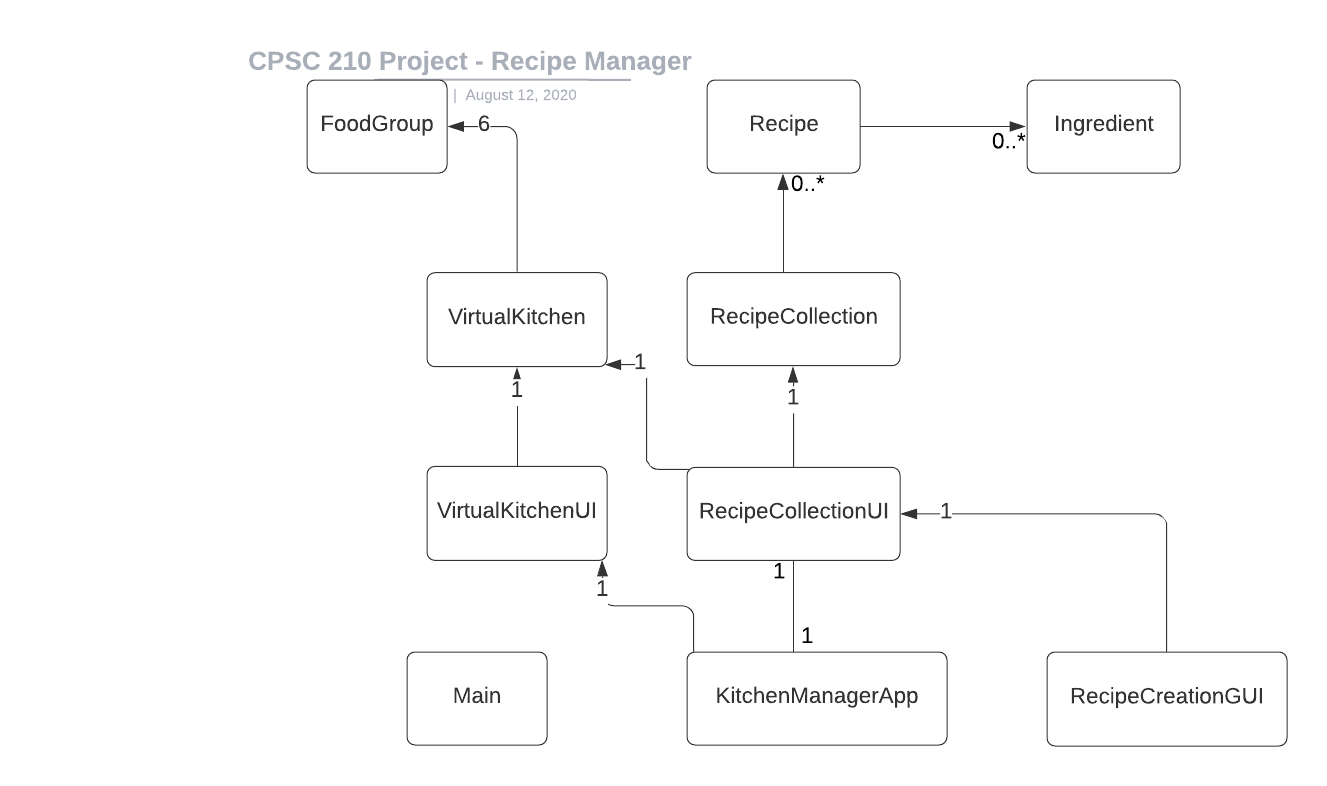 CPSC 210 Project - Recipe Manager
| August 12, 2020
FoodGroup
6
Recipe
0..*
Ingredient
0..*
VirtualKitchen
RecipeCollection
1
1
1
VirtualKitchenUI
RecipeCollectionUI
1
1
1
1
Main
KitchenManagerApp
RecipeCreationGUI